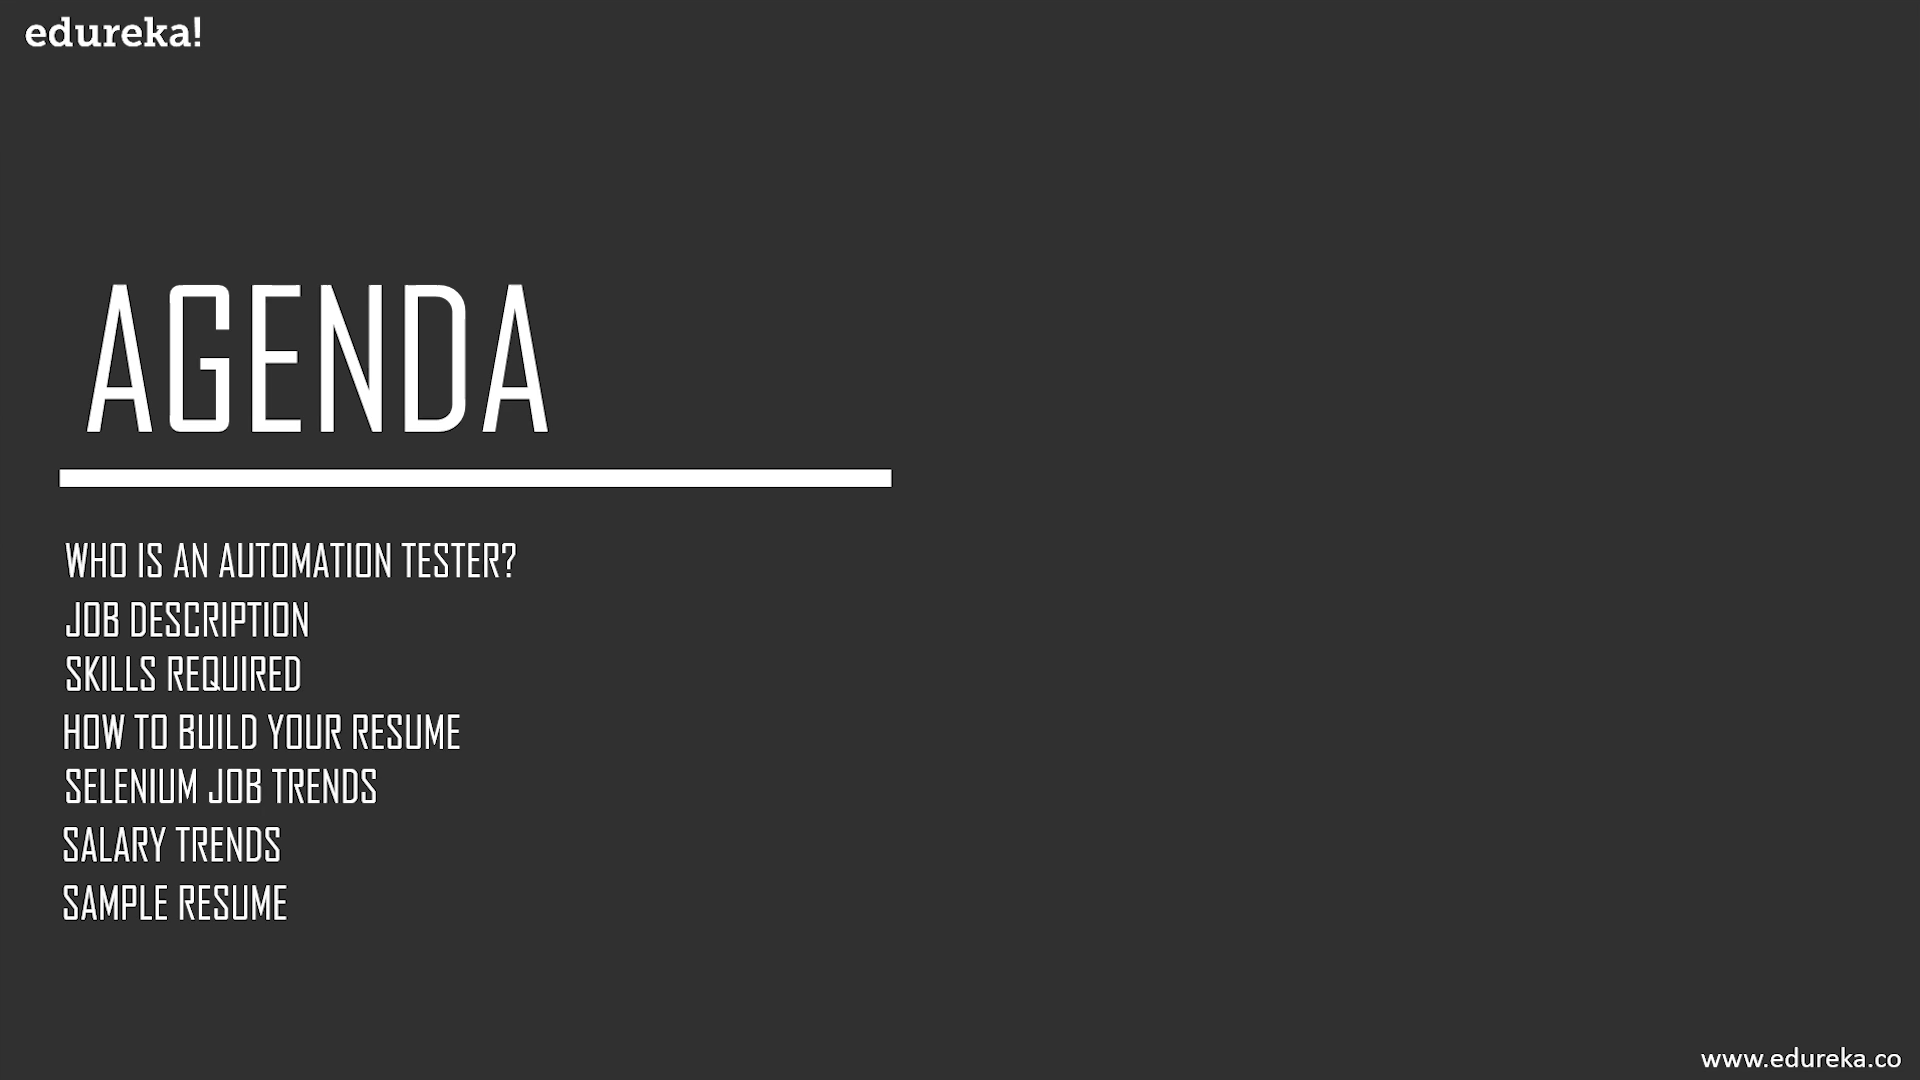 edureka!
AGENDA
WHO IS AN AUTOMATION TESTER?
JOB DESCRIPTION
SKILLS REQUIRED
HOW TO BUILD YOUR RESUME
SELENIUM JOB TRENDS
SALARY TRENDS
SAMPLE RESUME
www.edureka.co